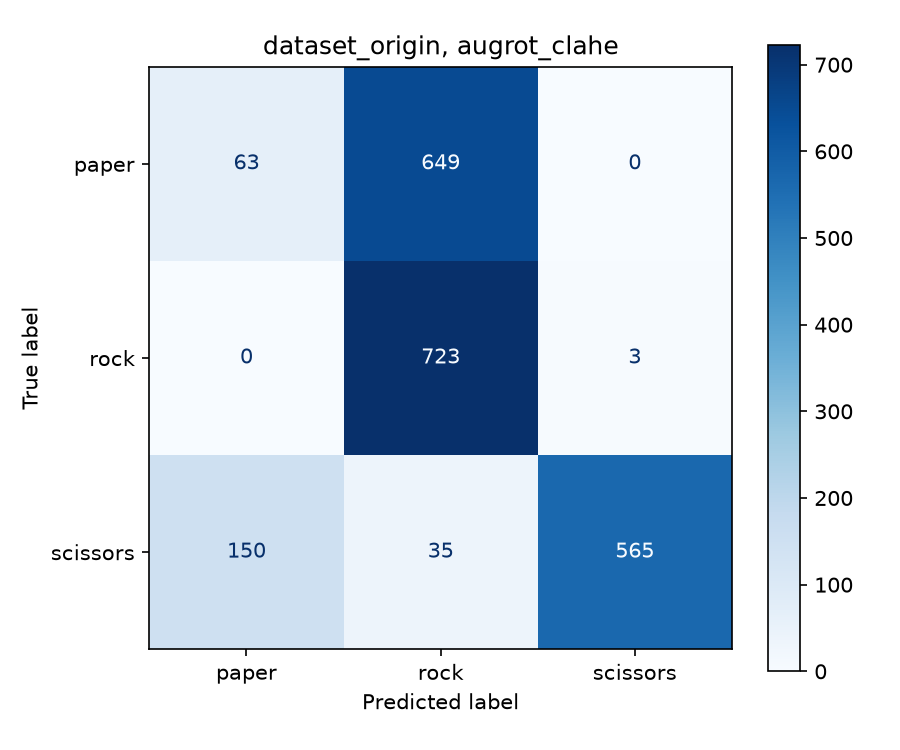 dataset_origin, augrot_clahe
True label
paper
63
649
0
rock
0
723
3
scissors
150
35
565
paper
rock
scissors
Predicted label
700
600
500
400
300
200
100
0